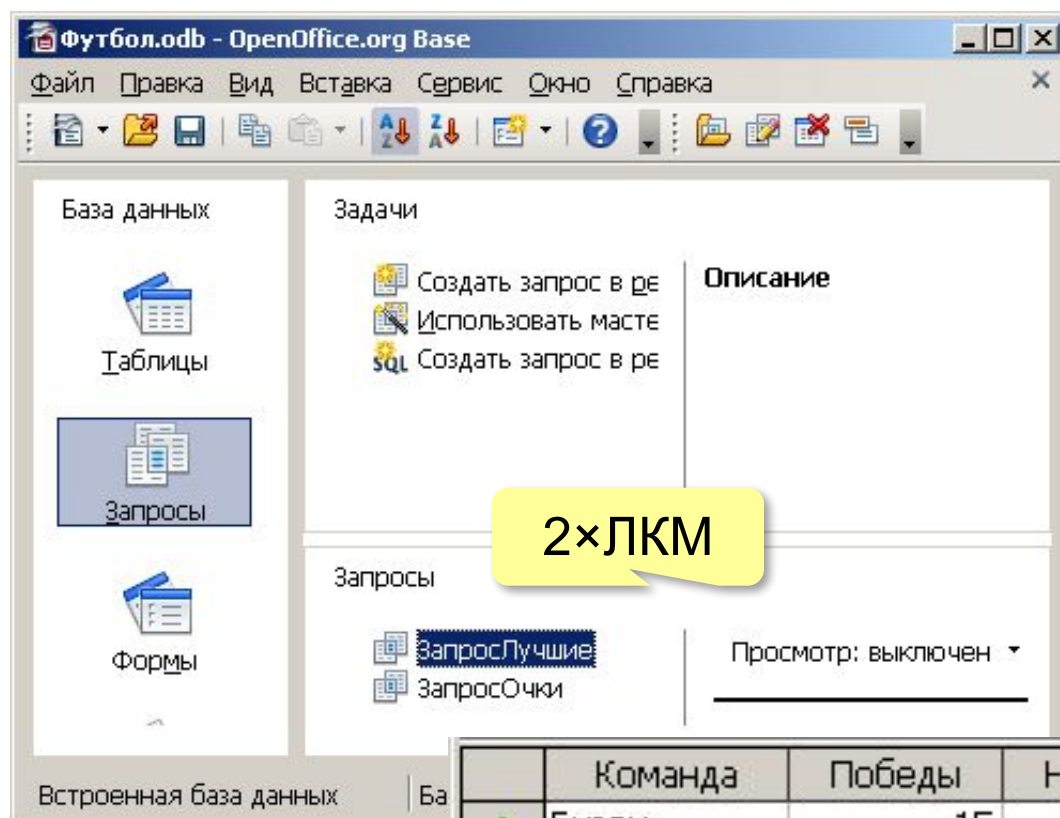 Футбол.odb - OpenOffice.org Base
Файл Правка Вид Вставка Сервис Окно Справка
База данных
Задачи
Создать запрос в ре
Использовать масте
SQL Создать запрос в ре
Описание
Таблицы
Запросы
2×ЛКМ
Запросы
Формы
ЗапросЛучшие
ЗапросОчки
Просмотр: выключен
Встроенная база данных
Ба
Команда Победы Н